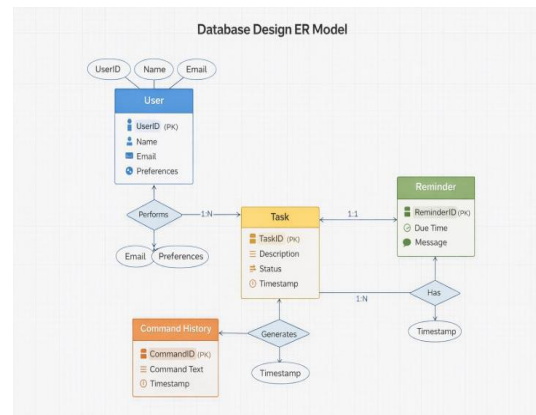 Database Design ER Model
UserID
Name
Email
User
UserID (PK)
Name
Email
Preferences
Performs
1:N
Email
Preferences
Task
TaskID (PK)
Description
Status
Timestamp
1:1
Reminder
ReminderID(PK)
Due Time
Message
1:N
Has
Timestamp
Command History
CommandID (PK)
Command Text
Timestamp
Generates
Timestamp